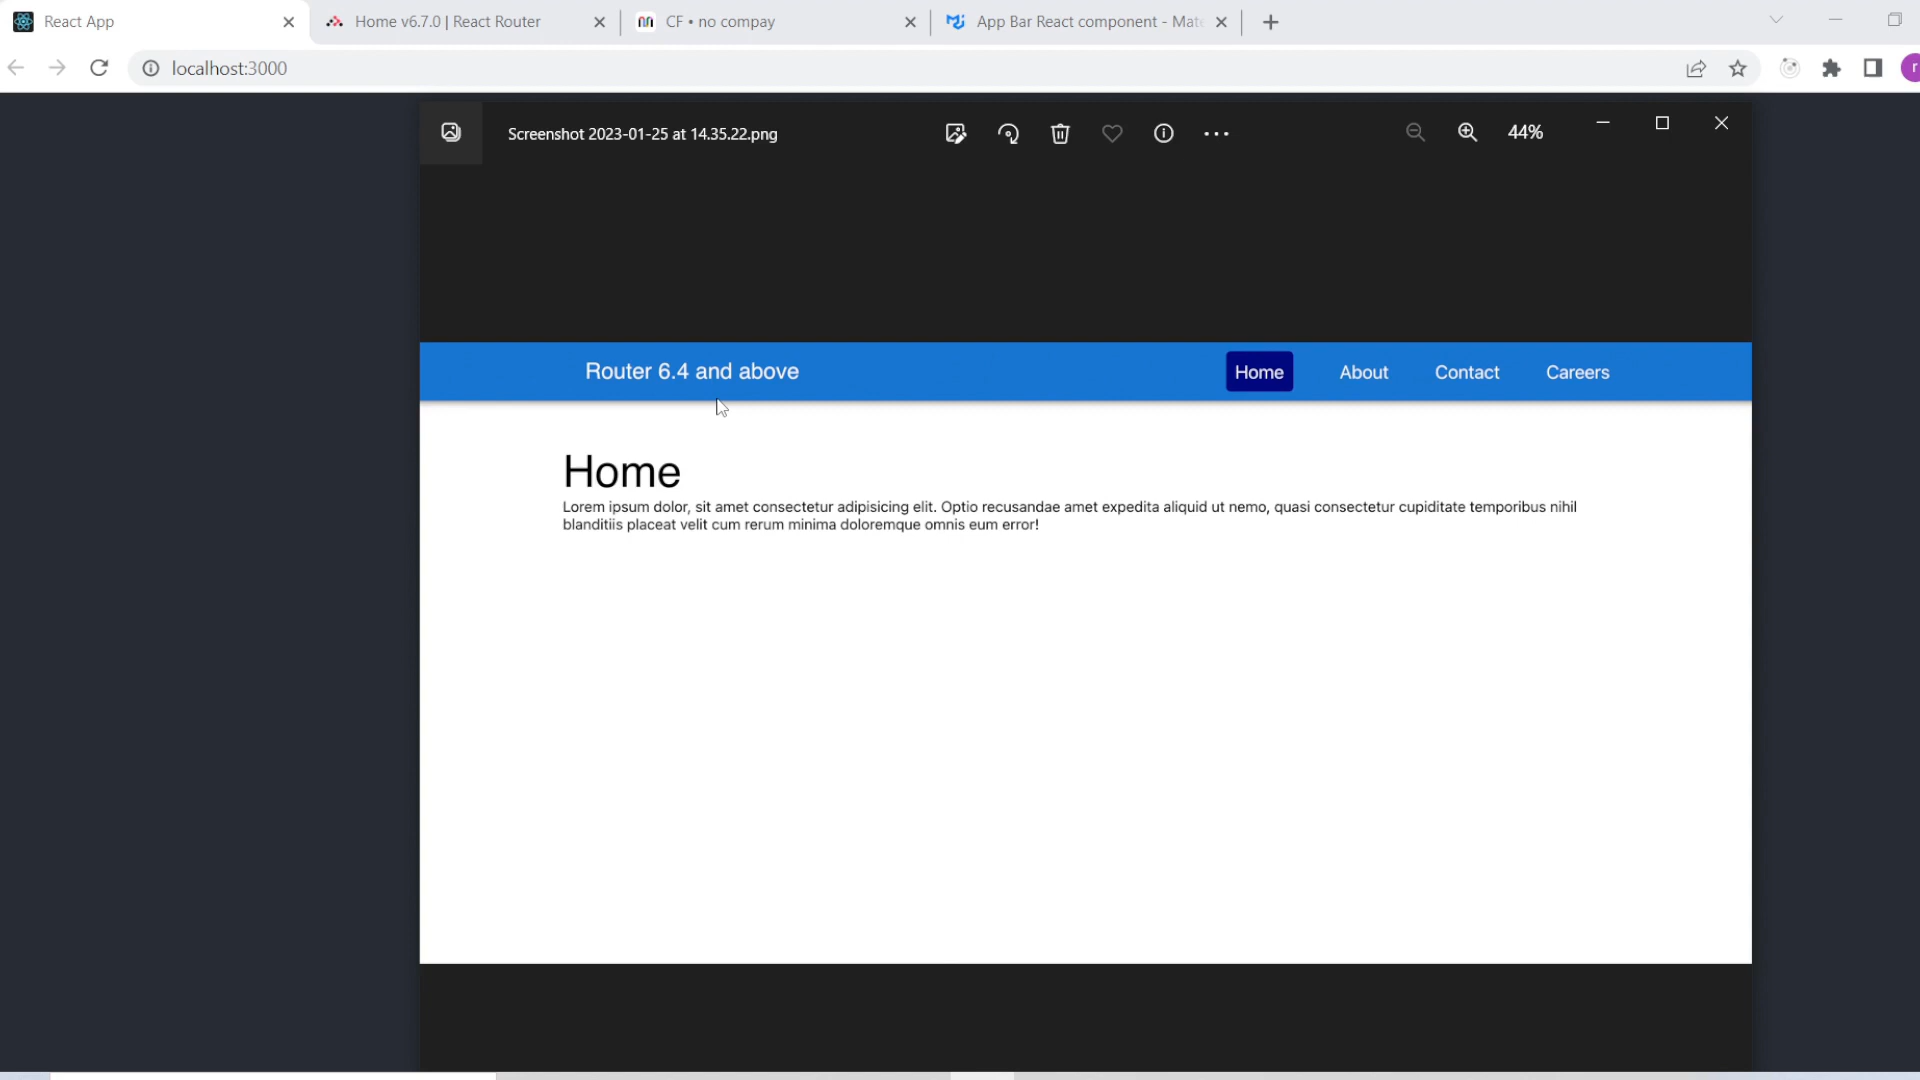 React App
Home v6.7.0 | React Router
CF • no compay
App Bar React component - Mate
localhost:3000
r
Screenshot 2023-01-25 at 14.35.22.png
44%
Router 6.4 and above
Home
About
Contact
Careers
Home
Lorem ipsum dolor, sit amet consectetur adipisicing elit. Optio recusandae amet expedita aliquid ut nemo, quasi consectetur cupiditate temporibus nihil
blanditiis placeat velit cum rerum minima doloremque omnis eum error!